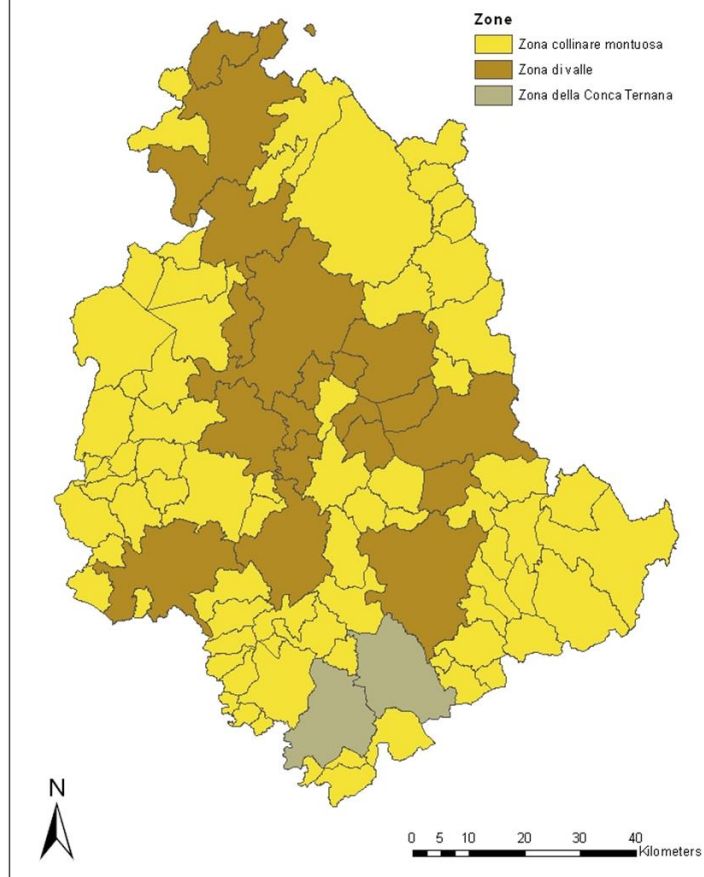 Zone
Zona collinare montuosa
Zona di valle
Zona della Conca Ternana
N
0 5 10 20 30 40
Kilometers